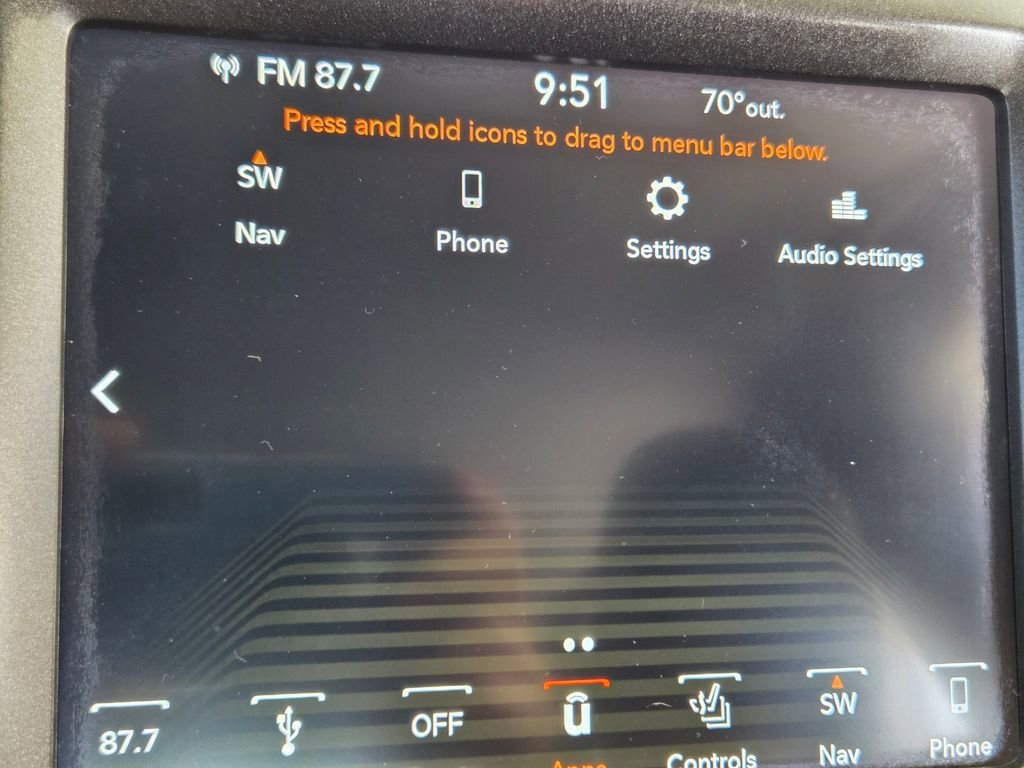 FM 87.7 9:51 70° out.
Press and hold icons to drag to menu bar below.
SW
Nav Phone Settings Audio Settings
87.7 OFF u SW
Apps Controls Nav Phone